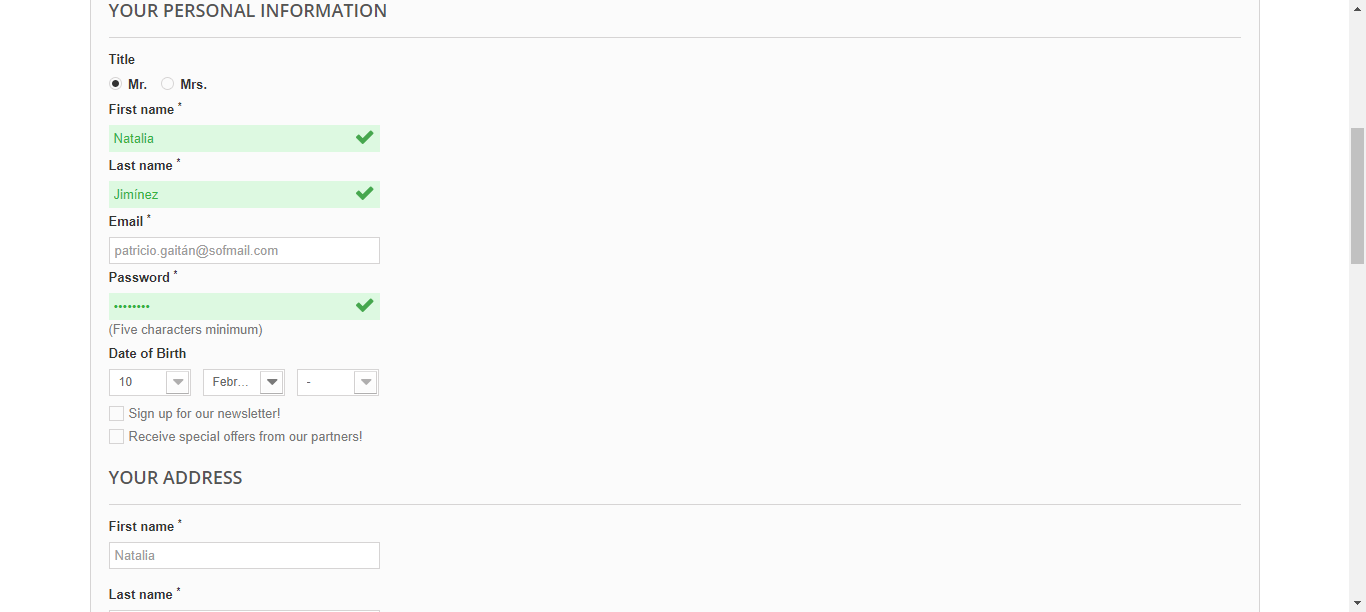 YOUR PERSONAL INFORMATION
Title
Mr. Mrs.
First name *
Natalia
Last name *
Jimínez
Email *
patricio.gaitán@sofmail.com
Password *
••••••••
(Five characters minimum)
Date of Birth
10 Febr... -
Sign up for our newsletter!
Receive special offers from our partners!
YOUR ADDRESS
First name *
Natalia
Last name *